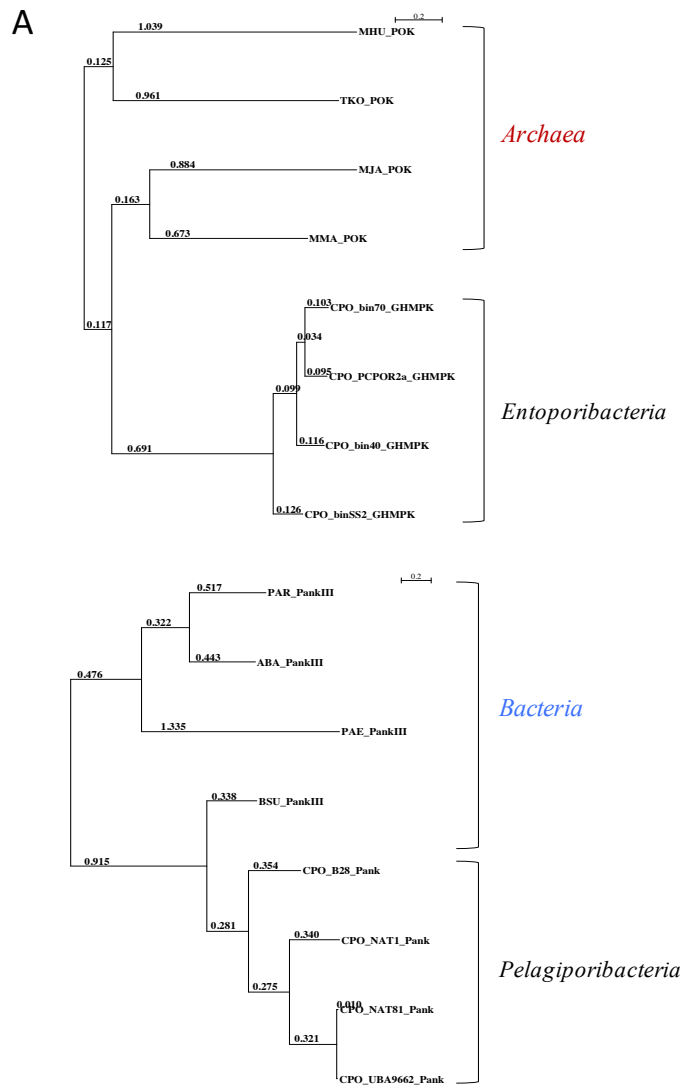 A
0.2
1.039
MHU_POK
0.125
0.961
TKO_POK
Archaea
0.884
MJA_POK
0.163
0.673
MMA_POK
0.103
CPO_bin70_GHMPK
0.117
0.034
0.095
CPO_PCPOR2a_GHMPK
0.099
Entoporibacteria
0.116
CPO_bin40_GHMPK
0.691
0.126
CPO_binSS2_GHMPK
0.2
0.517
PAR_PankIII
0.322
0.443
ABA_PankIII
0.476
Bacteria
1.335
PAE_PankIII
0.338
BSU_PankIII
0.915
0.354
CPO_B28_Pank
0.281
0.340
CPO_NAT1_Pank
Pelagiporibacteria
0.275
0.010
CPO_NAT81_Pank
0.321
CPO_UBA9662_Pank